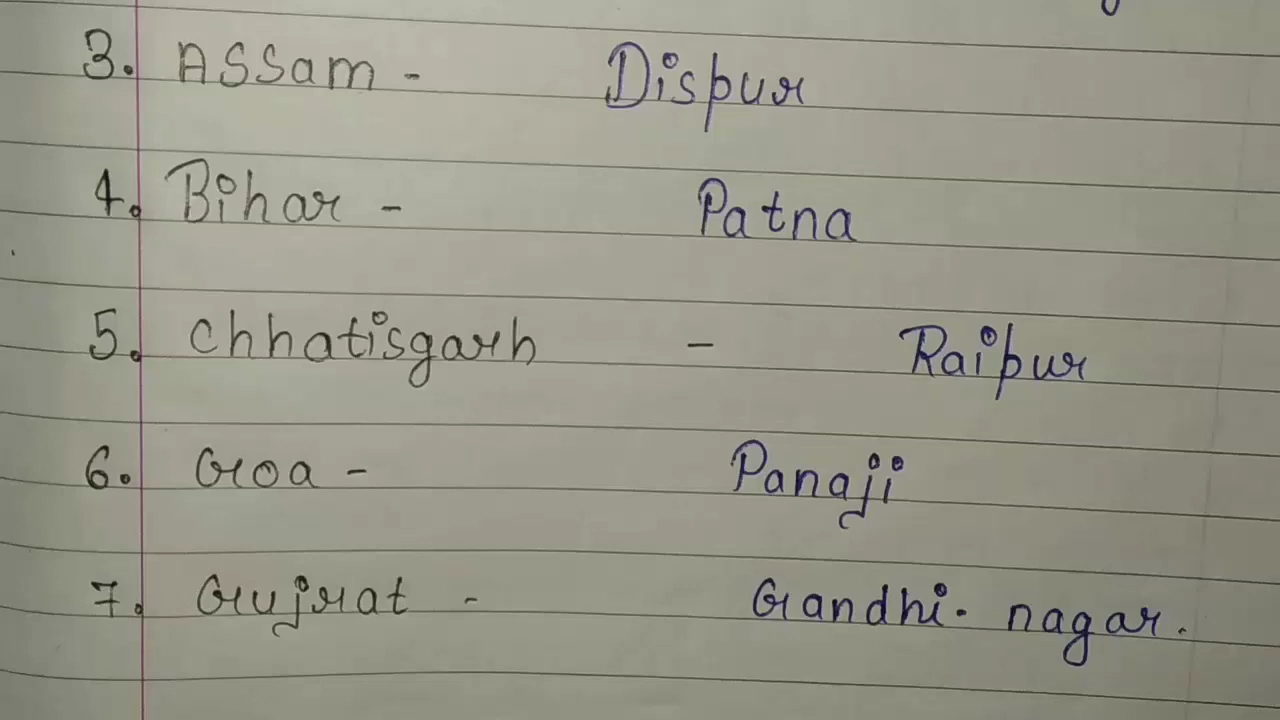 3. Assam - Dispur
4. Bihar - Patna
5. Chhatisgarh - Raipur
6. Goa - Panaji
7. Gujrat - Gandhi. nagar.